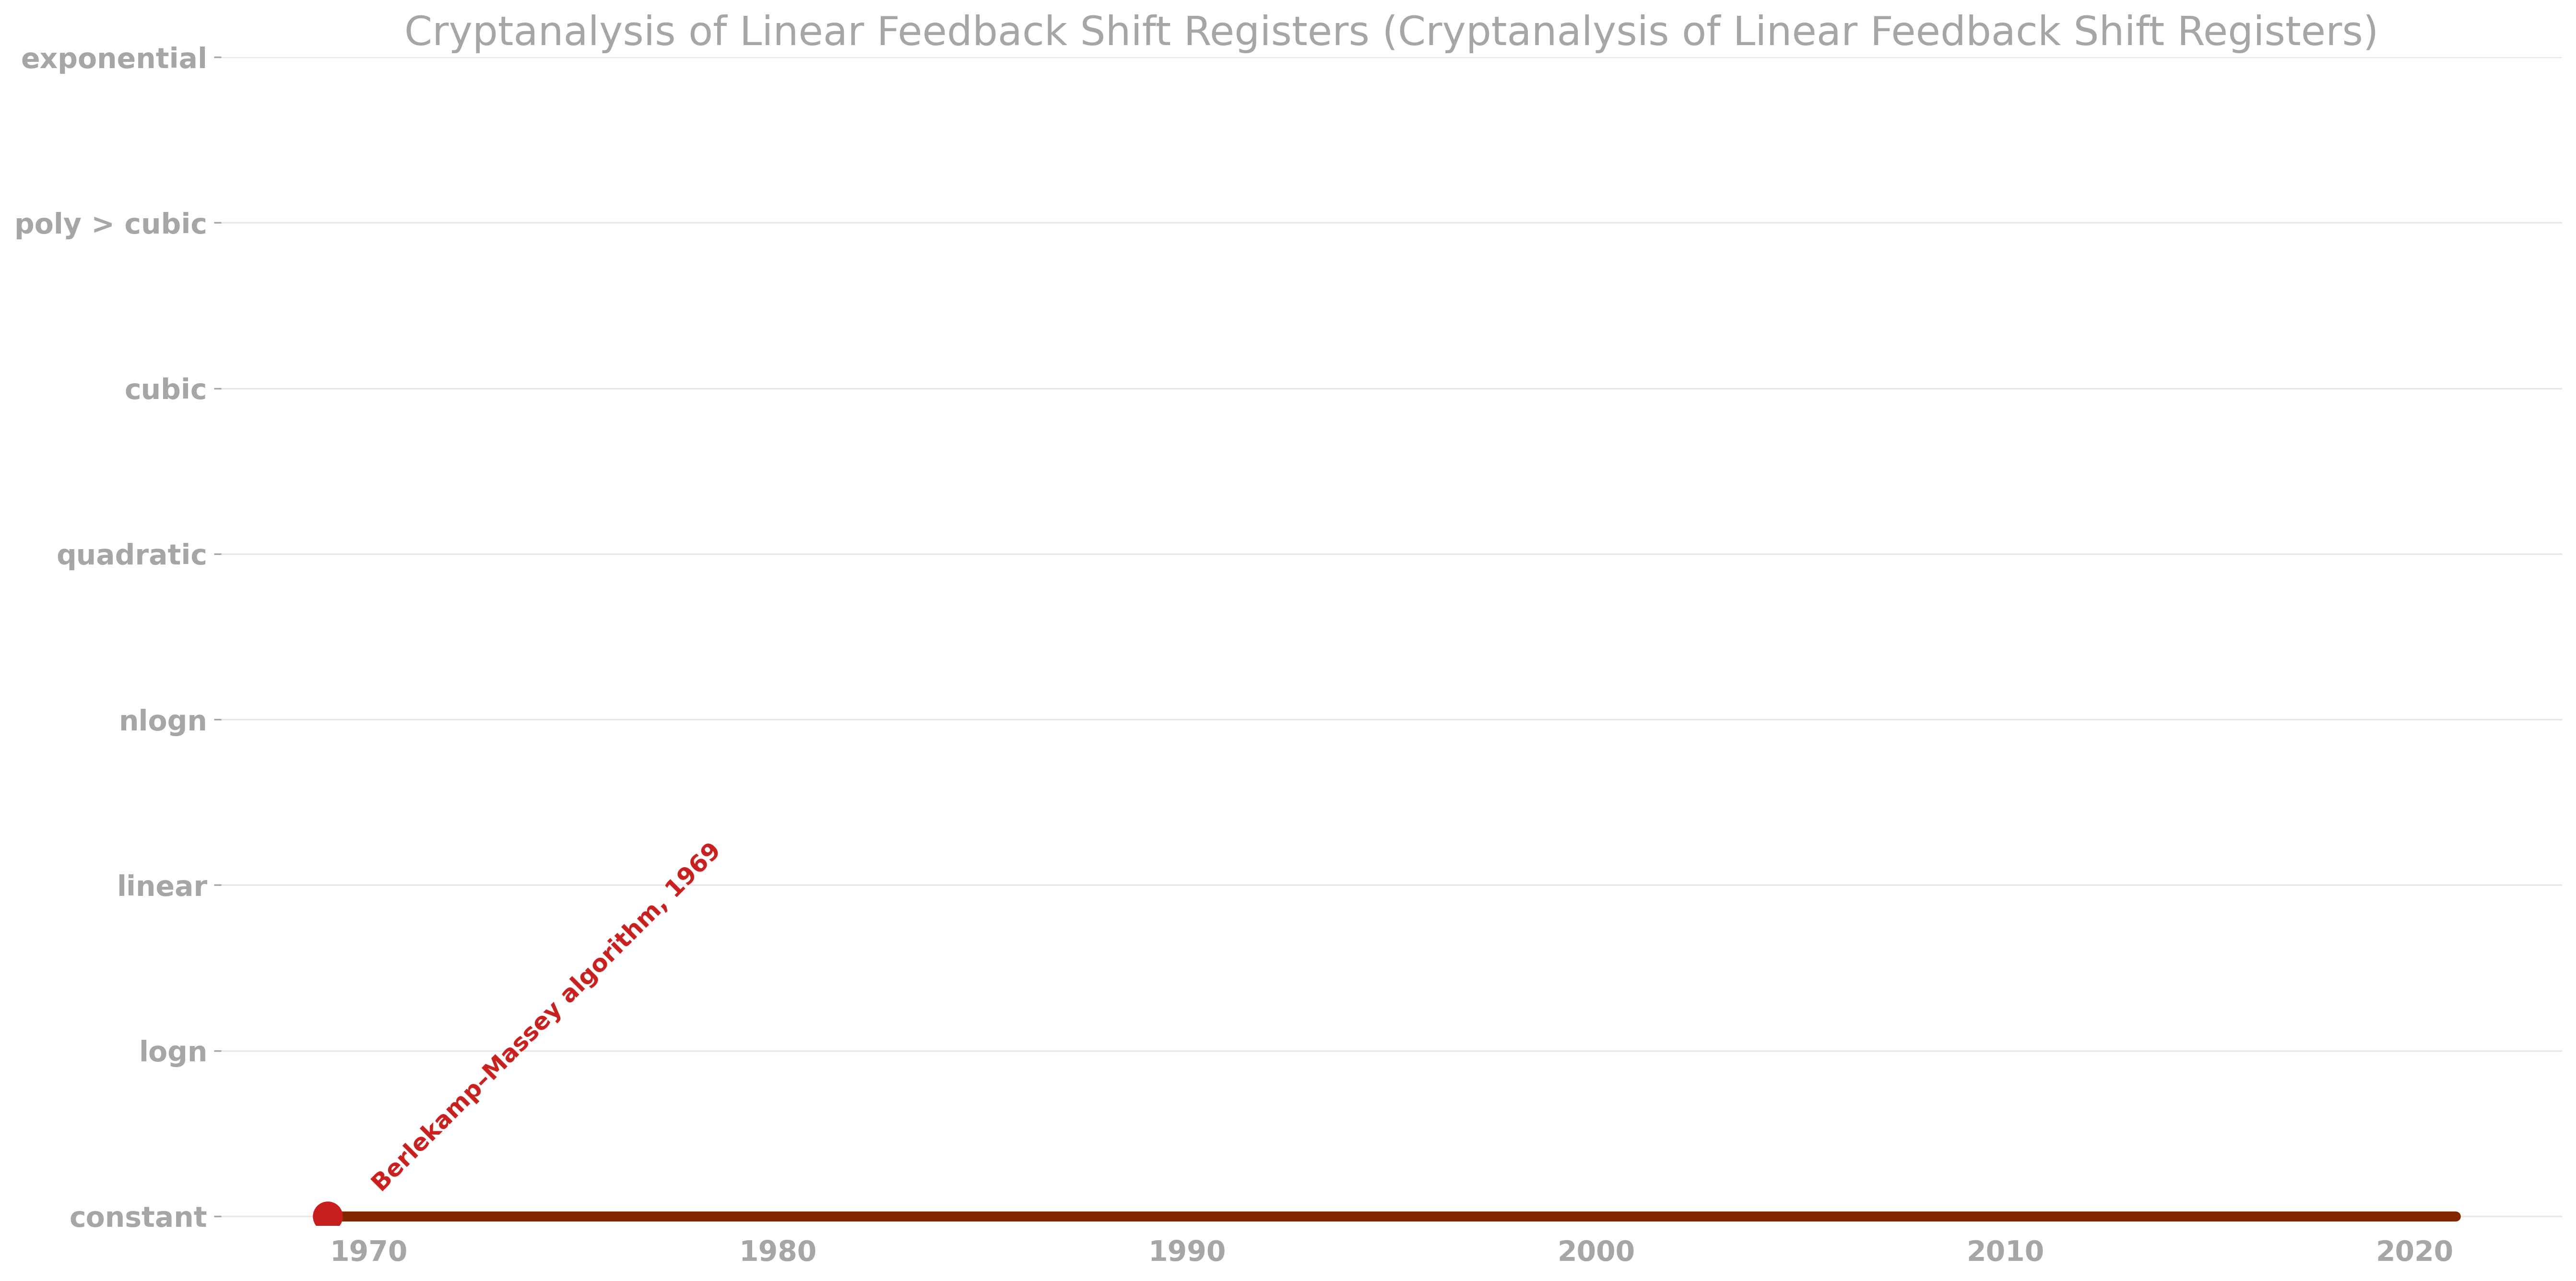 Cryptanalysis of Linear Feedback Shift Registers (Cryptanalysis of Linear Feedback Shift Registers)
exponential
poly > cubic
cubic
quadratic
nlogn
linear
logn
constant
Berlekamp–Massey algorithm, 1969
1970 1980 1990 2000 2010 2020